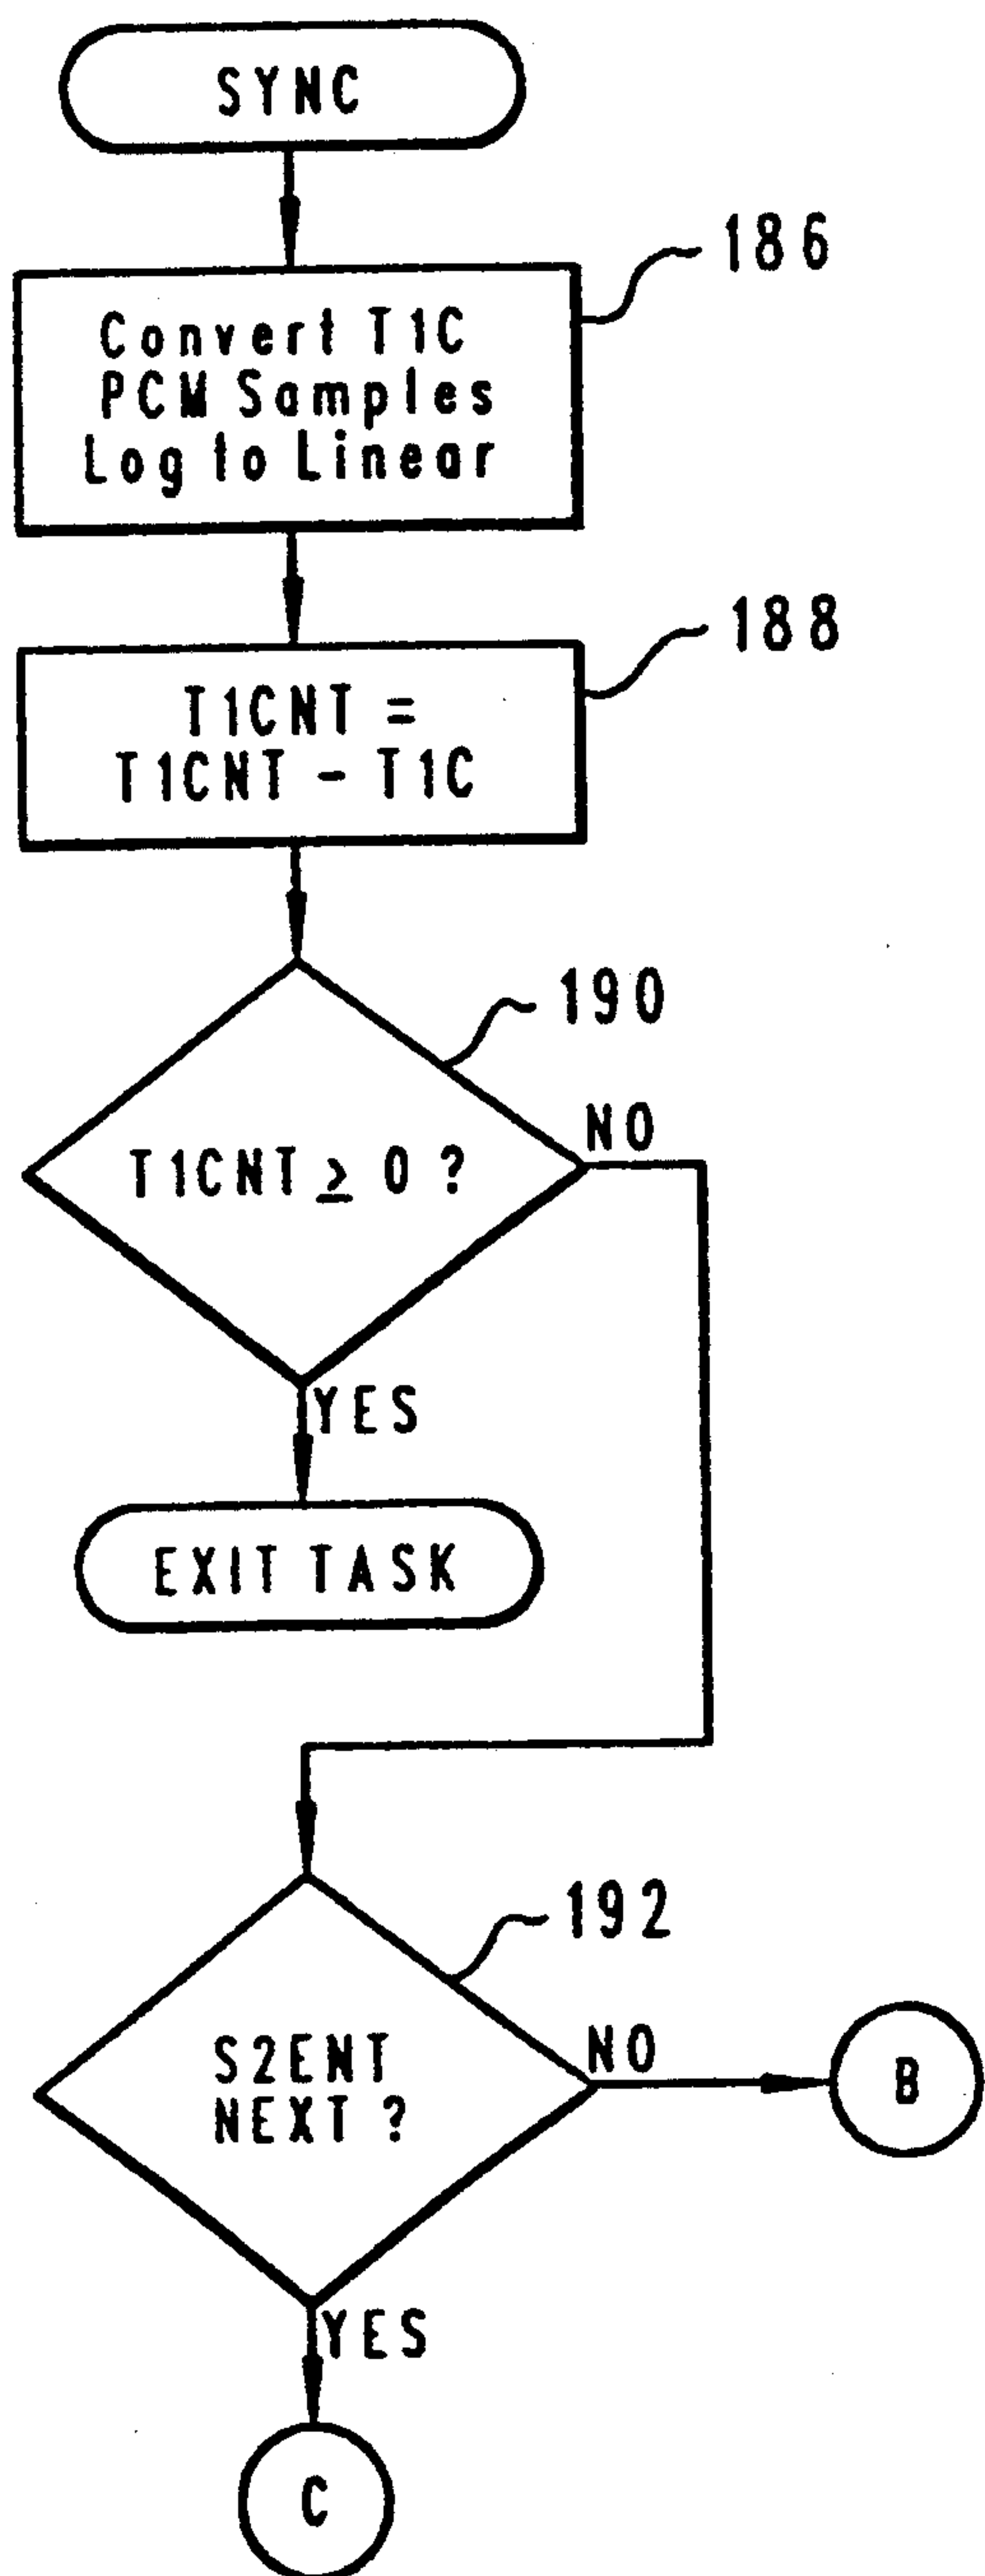 SYNC
186
Convert T1C
PCM Samples
Log to Linear
188
T1CNT =
T1CNT - T1C
190
NO
T1CNT ≥ 0 ?
YES
EXIT TASK
192
S2ENT
NEXT ?
NO
B
YES
C